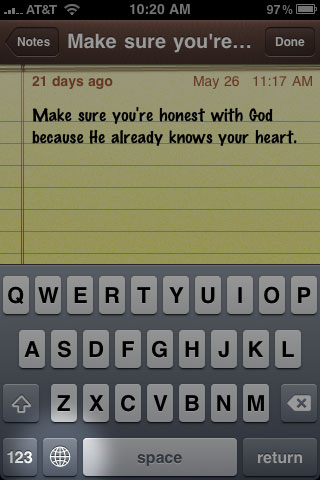 AT&T 10:20 AM 97%
Notes Make sure you're... Done
21 days ago May 26 11:17 AM
Make sure you're honest with God
because He already knows your heart.
Q W E R T Y U I O P
A S D F G H J K L
Z X C V B N M
123 space return